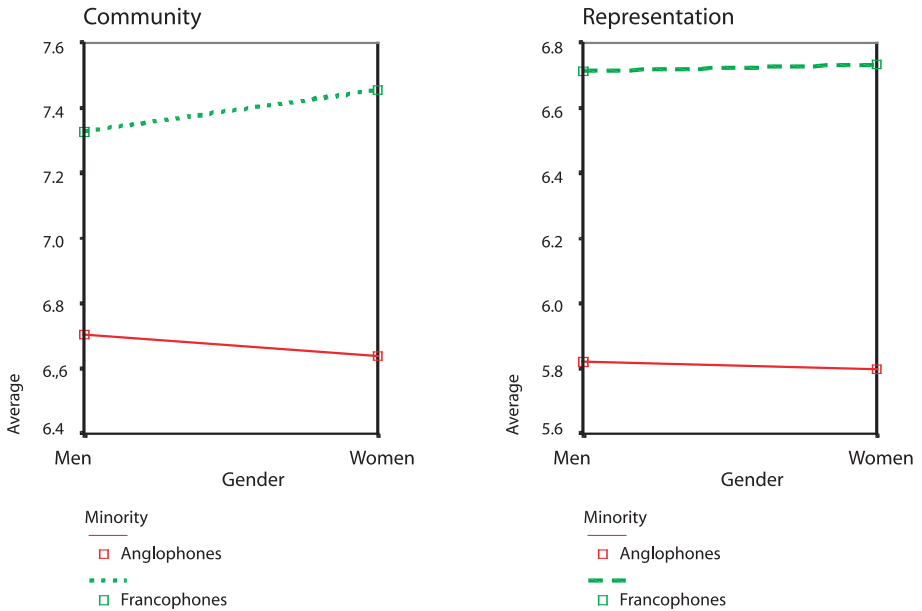 Community
7.6
7.4
7.2
7.0
6.8
6.6
6.4
Average
Men
Women
Gender
Minority
Anglophones
Francophones
Representation
6.8
6.6
6.4
6.2
6.0
5.8
5.6
Average
Men
Women
Gender
Minority
Anglophones
Francophones